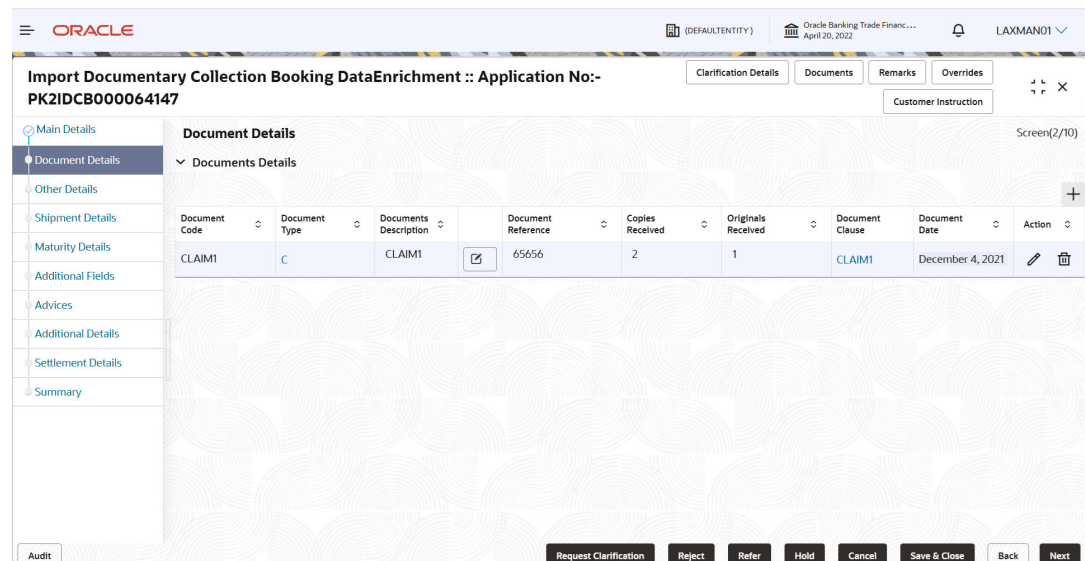 ORACLE
(DEFAULTENTITY )
Oracle Banking Trade Financ...
April 20, 2022
LAXMAN01
Import Documentary Collection Booking DataEnrichment :: Application No:-
PK2IDCB000064147
Clarification Details
Documents
Remarks
Overrides
Customer Instruction
Main Details
Document Details
Other Details
Shipment Details
Maturity Details
Additional Fields
Advices
Additional Details
Settlement Details
Summary
Document Details
Screen(2/10)
Documents Details
Document Code
Document Type
Documents Description
Document Reference
Copies Received
Originals Received
Document Clause
Document Date
Action
CLAIM1
C
CLAIM1
65656
2
1
CLAIM1
December 4, 2021
Audit
Request Clarification
Reject
Refer
Hold
Cancel
Save & Close
Back
Next